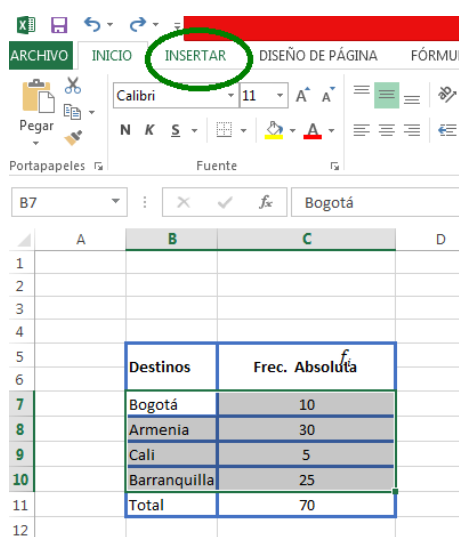 ARCHIVO INICIO INSERTAR DISEÑO DE PÁGINA FÓRMU
Calibri 11 A A
Pegar N K S A
Portapapeles Fuente
B7 fx Bogotá
A B C D
1
2
3
4
5 fi
Destinos Frec. Absoluta
6
7 Bogotá 10
8 Armenia 30
9 Cali 5
10 Barranquilla 25
11 Total 70
12